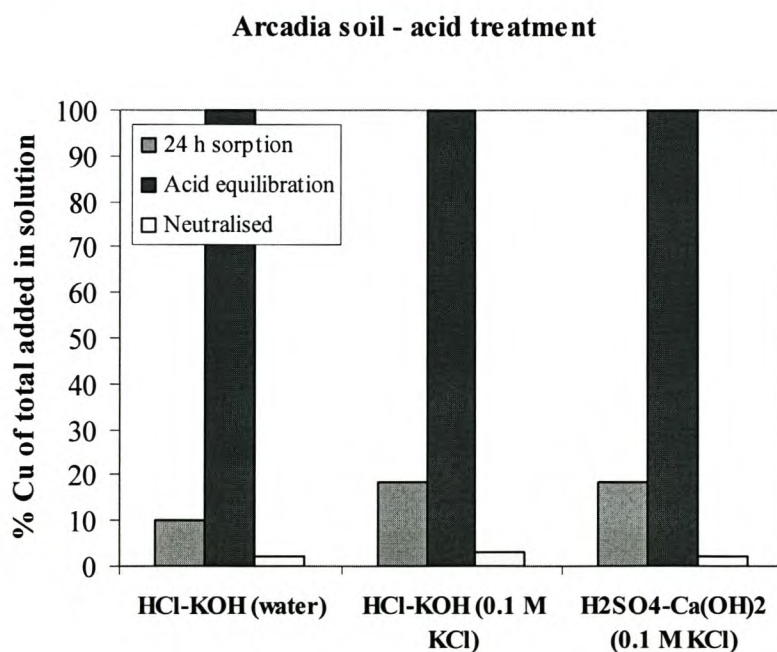 Arcadia soil - acid treatment
% Cu of total added in solution
100
90
80
70
60
50
40
30
20
10
0
24 h sorption
Acid equilibration
Neutralised
HCl-KOH (water)
HCl-KOH (0.1 M
KCl)
H2SO4-Ca(OH)2
(0.1 M KCl)